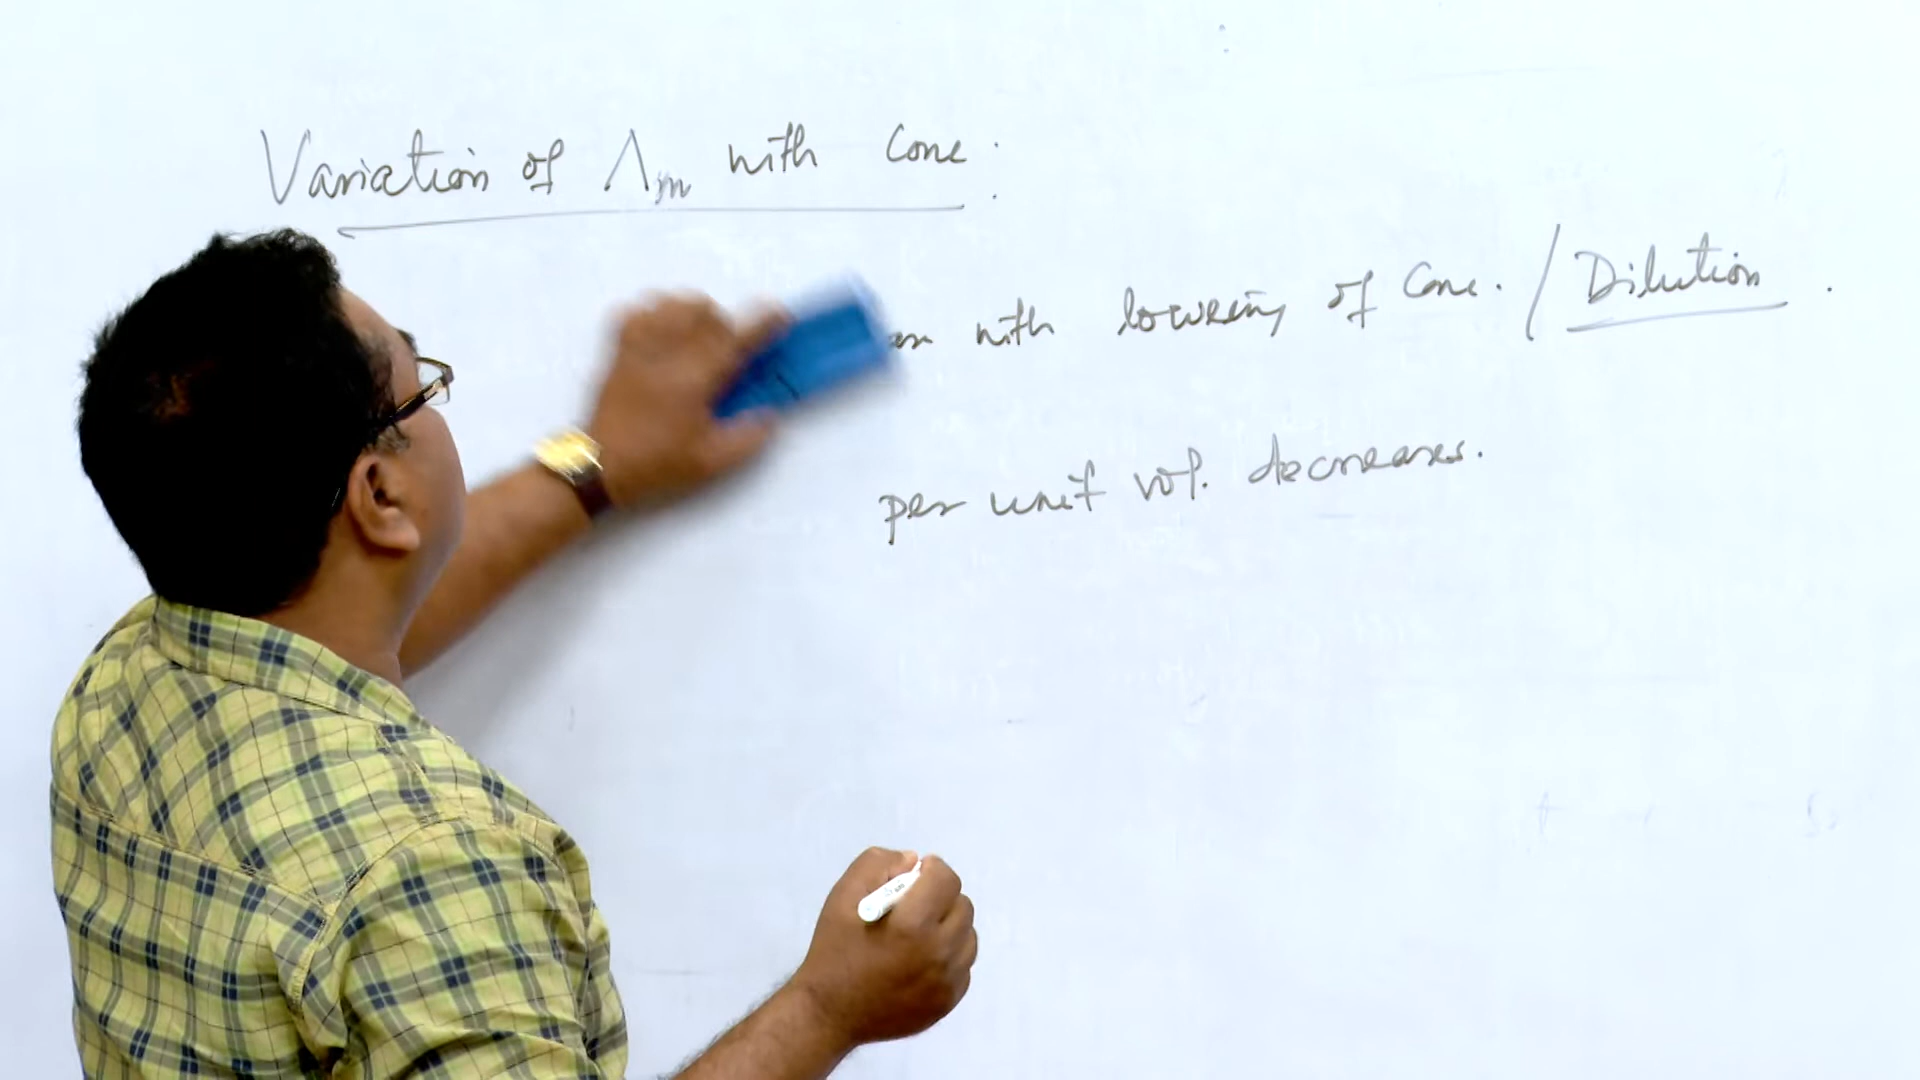 Variation of Λm with Conc.
with lowering of Conc. / Dilution.
per unit vol. decreases.